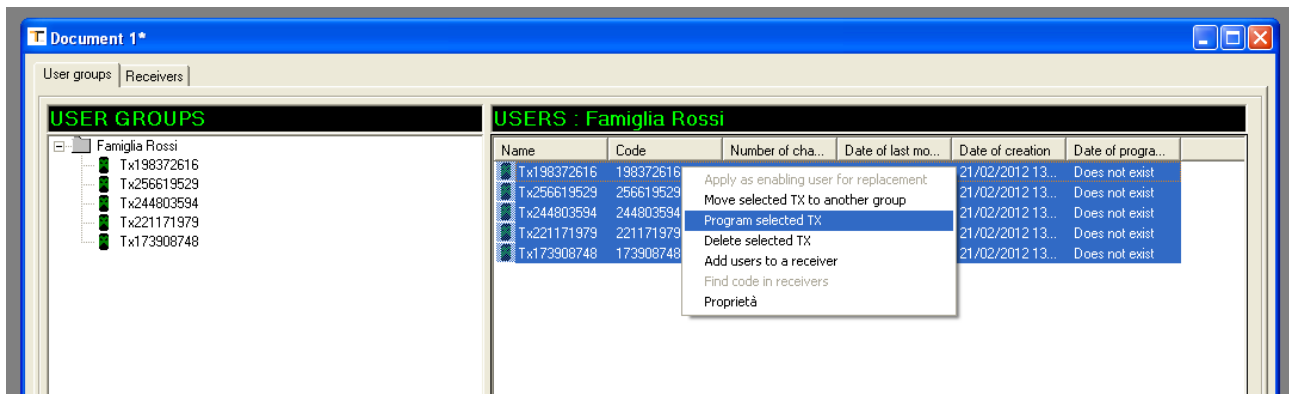 Document 1*
User groups Receivers
USER GROUPS
Famiglia Rossi
Tx198372616
Tx256619529
Tx244803594
Tx221171979
Tx173908748
USERS : Famiglia Rossi
Name Code Number of cha... Date of last mo... Date of creation Date of progra...
Tx198372616 198372616 21/02/2012 13... Does not exist
Tx256619529 256619529 21/02/2012 13... Does not exist
Tx244803594 244803594 21/02/2012 13... Does not exist
Tx221171979 221171979 21/02/2012 13... Does not exist
Tx173908748 173908748 21/02/2012 13... Does not exist
Apply as enabling user for replacement
Move selected TX to another group
Program selected TX
Delete selected TX
Add users to a receiver
Find code in receivers
Proprietà